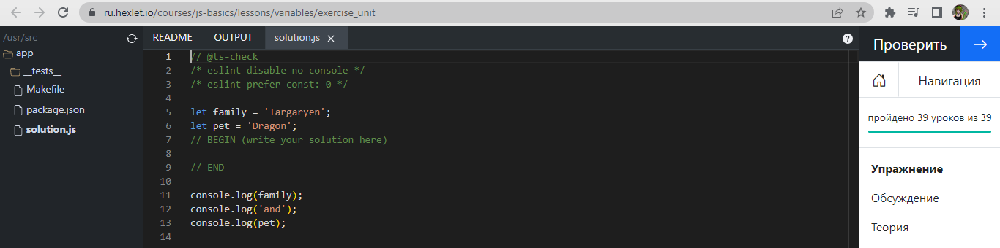 ru.hexlet.io/courses/js-basics/lessons/variables/exercise_unit
/usr/src
app
__tests__
Makefile
package.json
solution.js
README OUTPUT solution.js
1 // @ts-check
2 /* eslint-disable no-console */
3 /* eslint prefer-const: 0 */
4
5 let family = 'Targaryen';
6 let pet = 'Dragon';
7 // BEGIN (write your solution here)
8
9 // END
10
11 console.log(family);
12 console.log('and');
13 console.log(pet);
14
Проверить
Навигация
пройдено 39 уроков из 39
Упражнение
Обсуждение
Теория